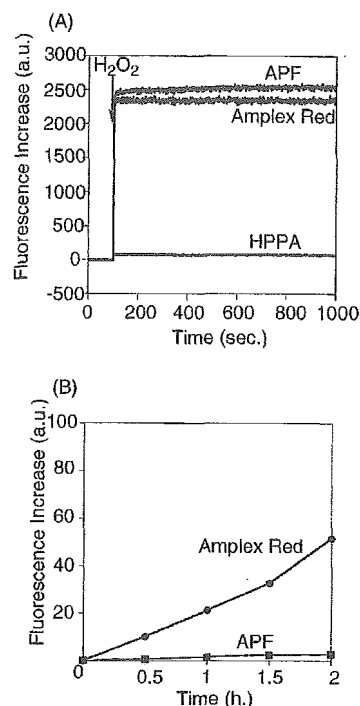 (A)
Fluorescence Increase (a.u.)
3000
2500
2000
1500
1000
500
0
-500
H₂O₂
APF
Amplex Red
HPPA
0
200
400
600
800
1000
Time (sec.)
(B)
Fluorescence Increase (a.u.)
100
80
60
40
20
Amplex Red
APF
0
0.5
1
1.5
2
Time (h.)